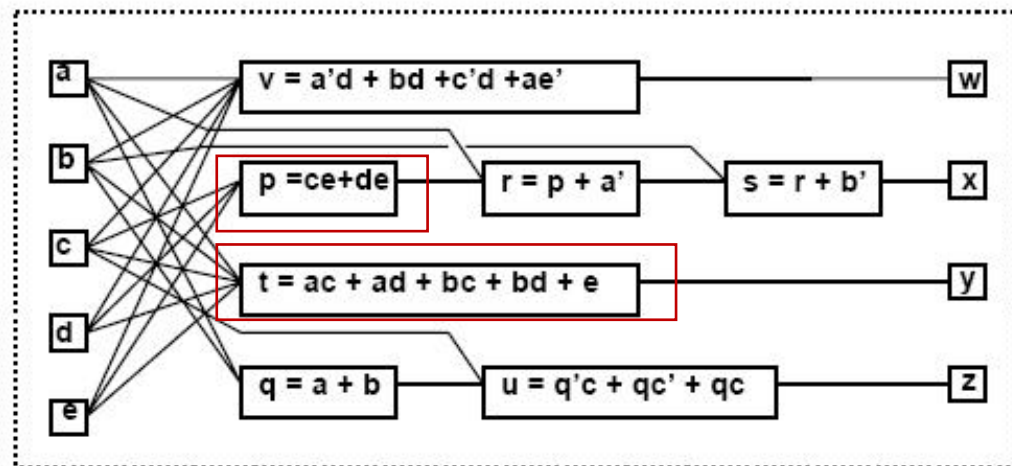 a v = a’d + bd +c’d +ae’ w
b p =ce+de r = p + a’ s = r + b’ x
c t = ac + ad + bc + bd + e y
d
q = a + b u = q’c + qc’ + qc z
e